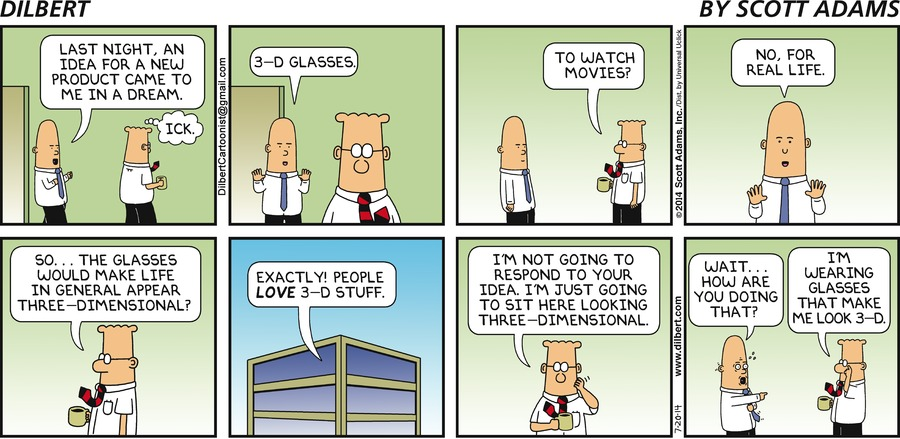 DILBERT
BY SCOTT ADAMS
LAST NIGHT, AN
IDEA FOR A NEW
PRODUCT CAME TO
ME IN A DREAM.
ICK.
DilbertCartoonist@gmail.com
3-D GLASSES.
TO WATCH
MOVIES?
©2014 Scott Adams, Inc./Dist. by Universal Uclick
NO, FOR
REAL LIFE.
SO... THE GLASSES
WOULD MAKE LIFE
IN GENERAL APPEAR
THREE-DIMENSIONAL?
EXACTLY! PEOPLE
LOVE 3-D STUFF.
I'M NOT GOING TO
RESPOND TO YOUR
IDEA. I'M JUST GOING
TO SIT HERE LOOKING
THREE-DIMENSIONAL.
7-20-14 www.dilbert.com
WAIT...
HOW ARE
YOU DOING
THAT?
I'M
WEARING
GLASSES
THAT MAKE
ME LOOK 3-D.